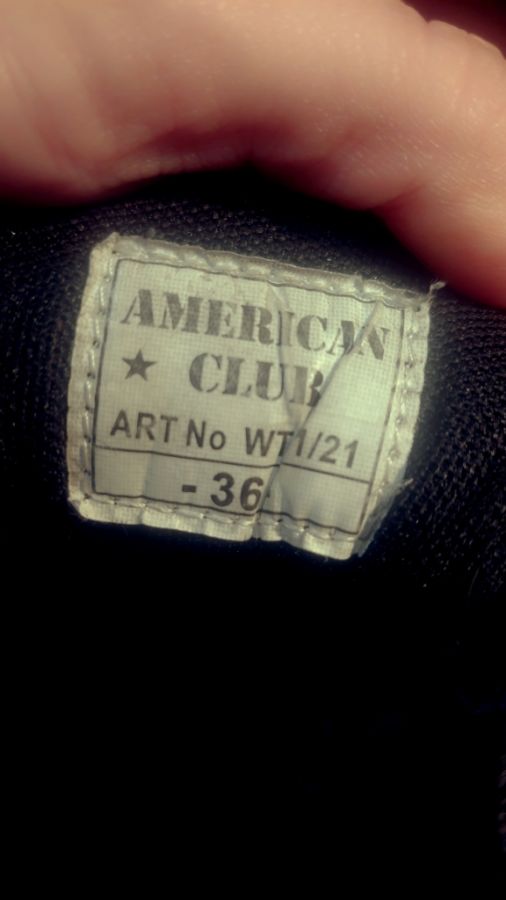 AMERICAN
★ CLUB
ART No WT1/21
- 36